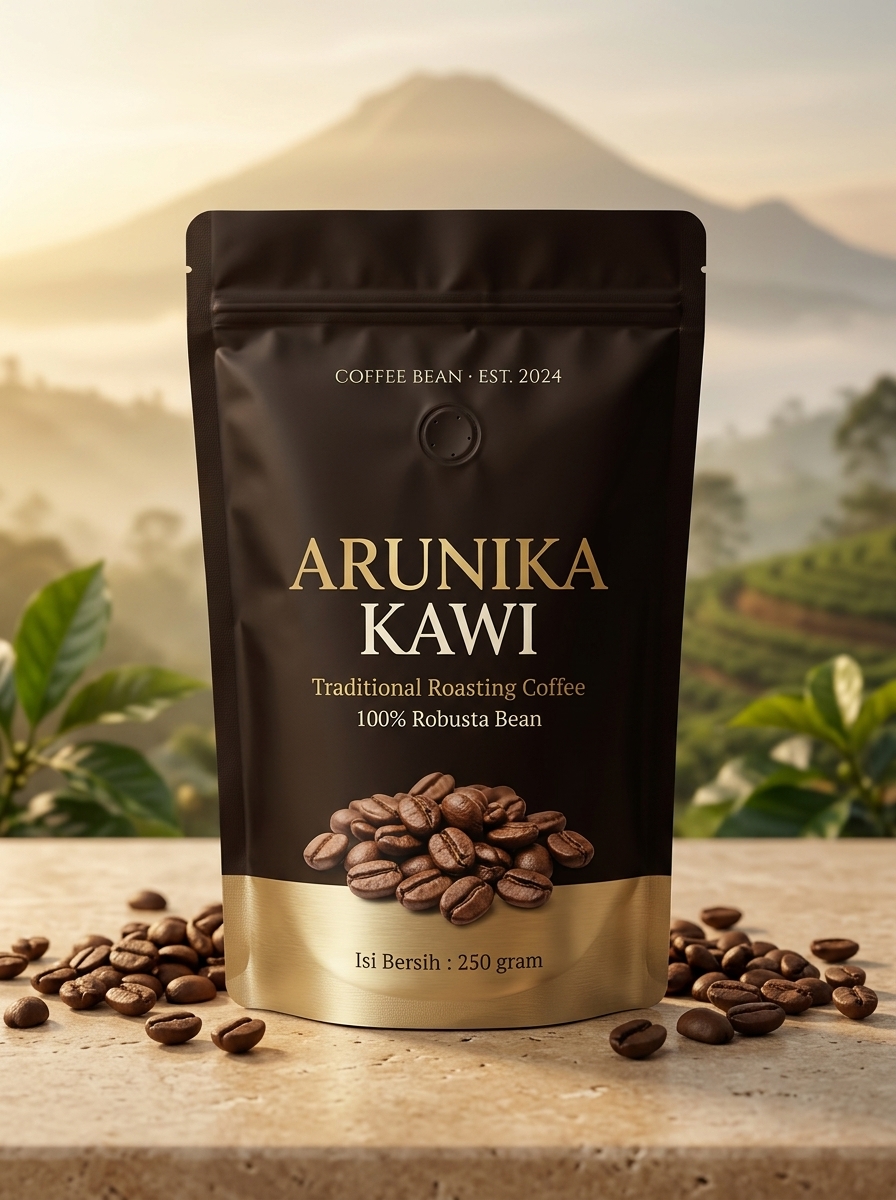 COFFEE BEAN · EST. 2024
ARUNIKA
KAWI
Traditional Roasting Coffee
100% Robusta Bean
Isi Bersih : 250 gram